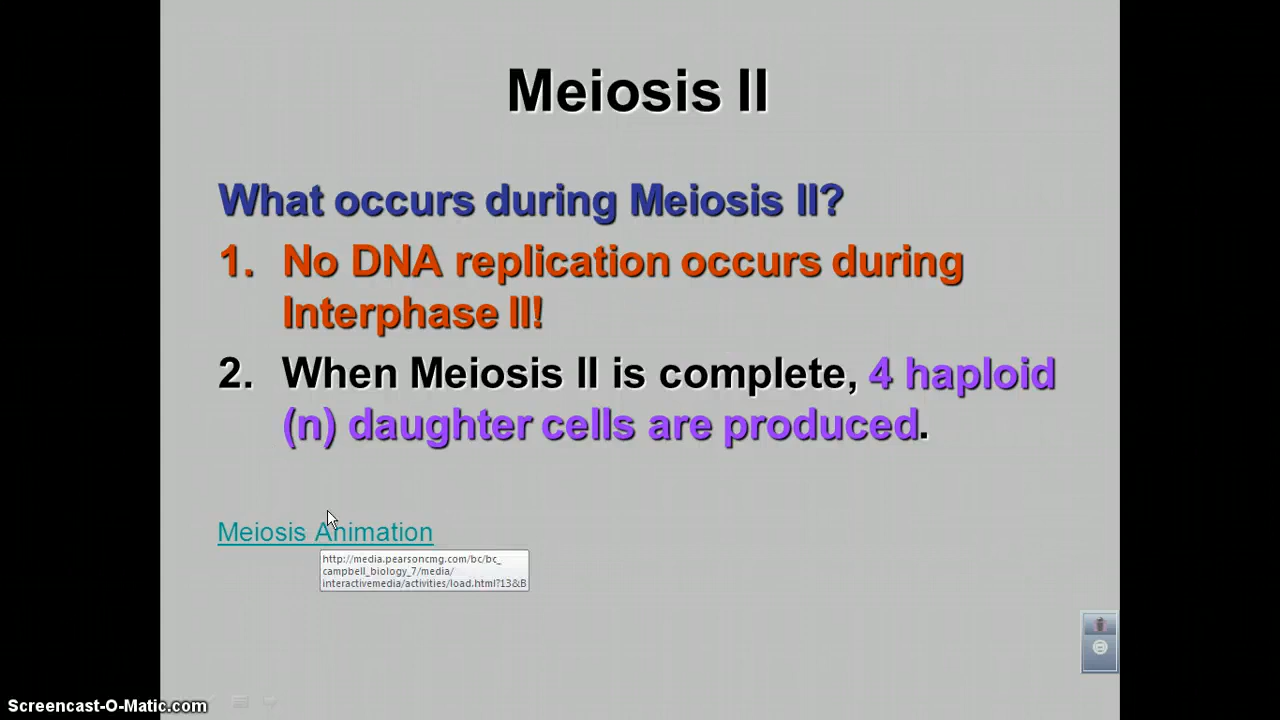 Meiosis II
What occurs during Meiosis II?
1. No DNA replication occurs during
Interphase II!
2. When Meiosis II is complete, 4 haploid
(n) daughter cells are produced.
Meiosis Animation
http://media.pearsoncmg.com/bc/bc_
campbell_biology_7/media/
interactivemedia/activities/load.html?13&B
Screencast-O-Matic.com